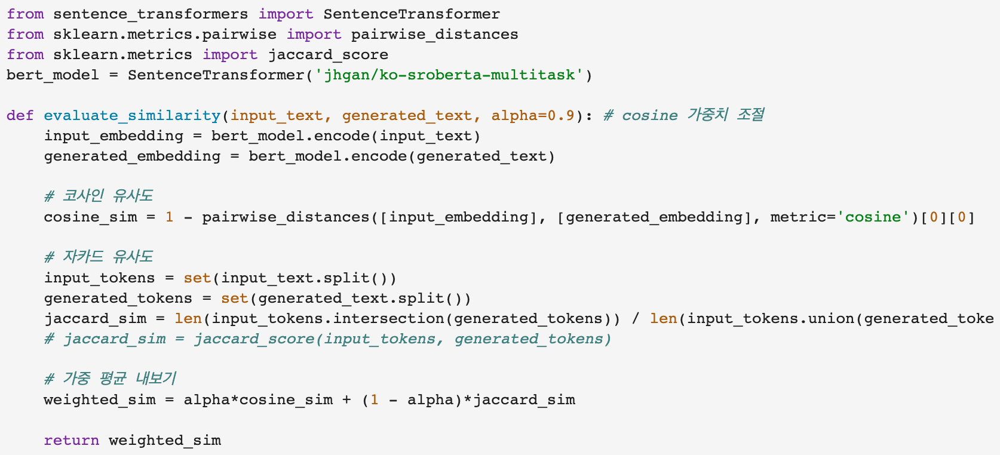 from sentence_transformers import SentenceTransformer
from sklearn.metrics.pairwise import pairwise_distances
from sklearn.metrics import jaccard_score
bert_model = SentenceTransformer('jhgan/ko-sroberta-multitask')
def evaluate_similarity(input_text, generated_text, alpha=0.9): # cosine 가중치 조절
    input_embedding = bert_model.encode(input_text)
    generated_embedding = bert_model.encode(generated_text)
    # 코사인 유사도
    cosine_sim = 1 - pairwise_distances([input_embedding], [generated_embedding], metric='cosine')[0][0]
    # 자카드 유사도
    input_tokens = set(input_text.split())
    generated_tokens = set(generated_text.split())
    jaccard_sim = len(input_tokens.intersection(generated_tokens)) / len(input_tokens.union(generated_toke
    # jaccard_sim = jaccard_score(input_tokens, generated_tokens)
    # 가중 평균 내보기
    weighted_sim = alpha*cosine_sim + (1 - alpha)*jaccard_sim
    return weighted_sim